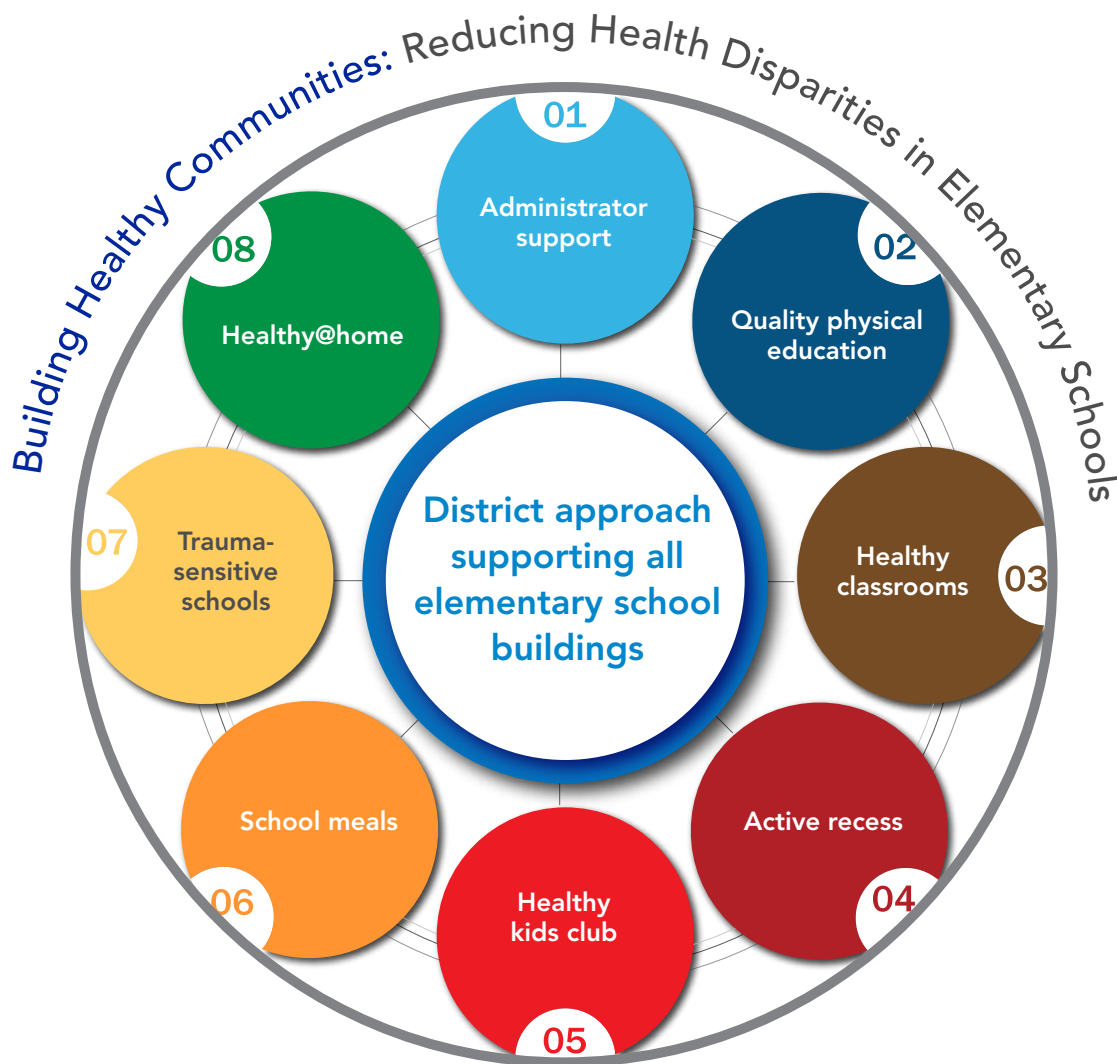 Building Healthy Communities: Reducing Health Disparities in Elementary Schools
01
Administrator
support
02
Quality physical
education
03
Healthy
classrooms
04
Active recess
05
Healthy
kids club
06
School meals
07
Trauma-
sensitive
schools
08
Healthy@home
District approach
supporting all
elementary school
buildings